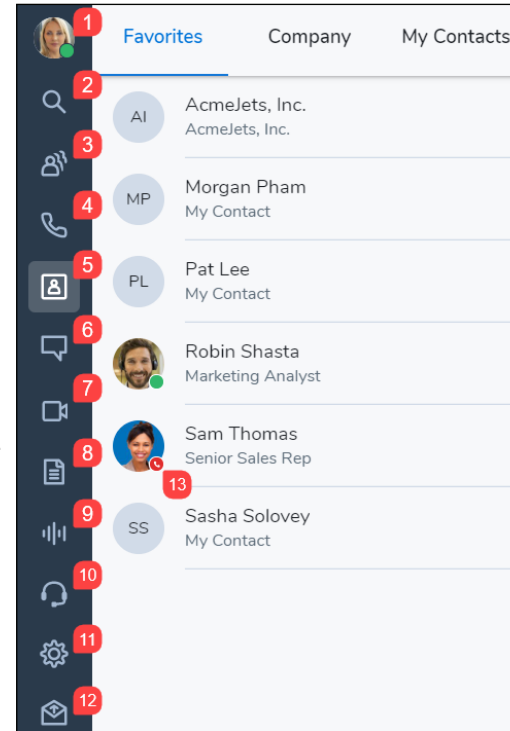 1
Favorites Company My Contacts
2
AI AcmeJets, Inc.
AcmeJets, Inc.
3
4
MP Morgan Pham
My Contact
5
PL Pat Lee
My Contact
6
Robin Shasta
Marketing Analyst
7
8
Sam Thomas
Senior Sales Rep
13
9
SS Sasha Solovey
My Contact
10
11
12